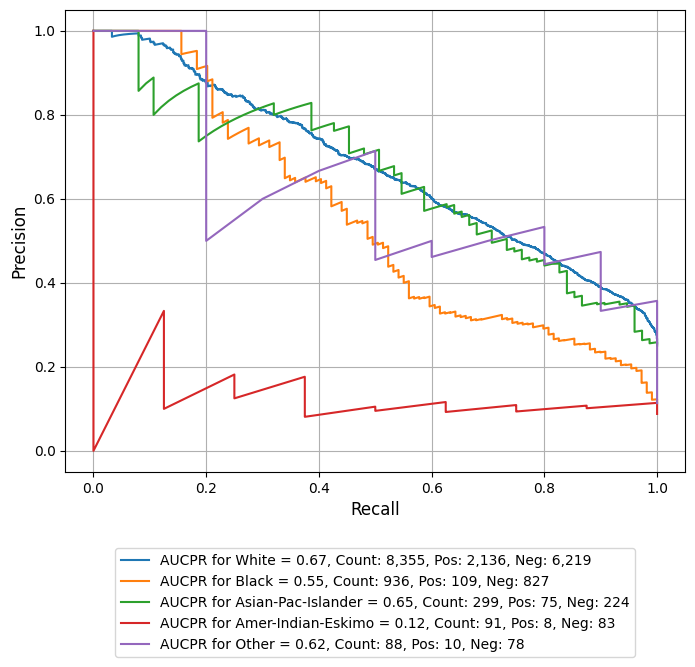 1.0
0.8
0.6
0.4
0.2
0.0
Precision
0.0 0.2 0.4 0.6 0.8 1.0
Recall
AUCPR for White = 0.67, Count: 8,355, Pos: 2,136, Neg: 6,219
AUCPR for Black = 0.55, Count: 936, Pos: 109, Neg: 827
AUCPR for Asian-Pac-Islander = 0.65, Count: 299, Pos: 75, Neg: 224
AUCPR for Amer-Indian-Eskimo = 0.12, Count: 91, Pos: 8, Neg: 83
AUCPR for Other = 0.62, Count: 88, Pos: 10, Neg: 78